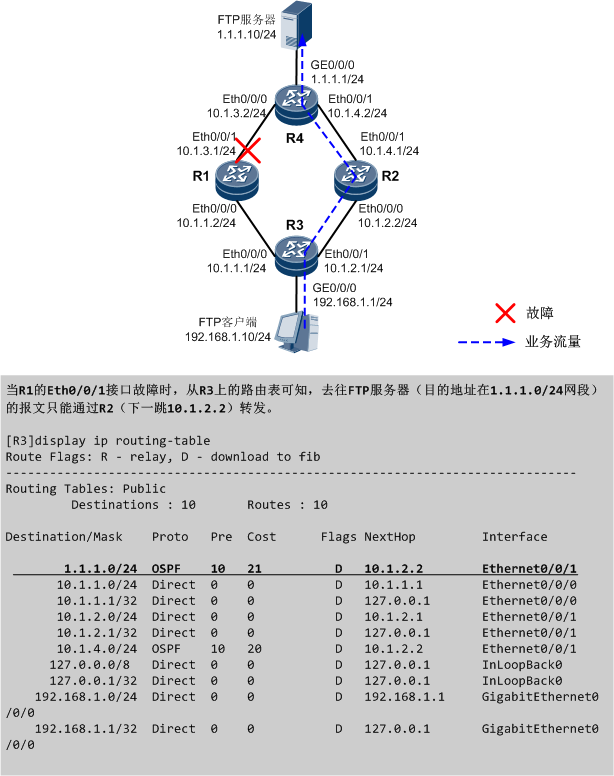 FTP服务器
1.1.1.10/24
GE0/0/0
1.1.1.1/24
Eth0/0/0
10.1.3.2/24
Eth0/0/1
10.1.4.2/24
R4
Eth0/0/1
10.1.3.1/24
Eth0/0/1
10.1.4.1/24
R1
R2
Eth0/0/0
10.1.1.2/24
Eth0/0/0
10.1.2.2/24
R3
Eth0/0/0
10.1.1.1/24
Eth0/0/1
10.1.2.1/24
GE0/0/0
192.168.1.1/24
FTP客户端
192.168.1.10/24
故障
业务流量
当R1的Eth0/0/1接口故障时，从R3上的路由表可知，去往FTP服务器（目的地址在1.1.1.0/24网段）
的报文只能通过R2（下一跳10.1.2.2）转发。
[R3]display ip routing-table
Route Flags: R - relay, D - download to fib
------------------------------------------------------------------------------
Routing Tables: Public
Destinations : 10 Routes : 10
Destination/Mask Proto Pre Cost Flags NextHop Interface
1.1.1.0/24 OSPF 10 21 D 10.1.2.2 Ethernet0/0/1
10.1.1.0/24 Direct 0 0 D 10.1.1.1 Ethernet0/0/0
10.1.1.1/32 Direct 0 0 D 127.0.0.1 Ethernet0/0/0
10.1.2.0/24 Direct 0 0 D 10.1.2.1 Ethernet0/0/1
10.1.2.1/32 Direct 0 0 D 127.0.0.1 Ethernet0/0/1
10.1.4.0/24 OSPF 10 20 D 10.1.2.2 Ethernet0/0/1
127.0.0.0/8 Direct 0 0 D 127.0.0.1 InLoopBack0
127.0.0.1/32 Direct 0 0 D 127.0.0.1 InLoopBack0
192.168.1.0/24 Direct 0 0 D 192.168.1.1 GigabitEthernet0
/0/0
192.168.1.1/32 Direct 0 0 D 127.0.0.1 GigabitEthernet0
/0/0